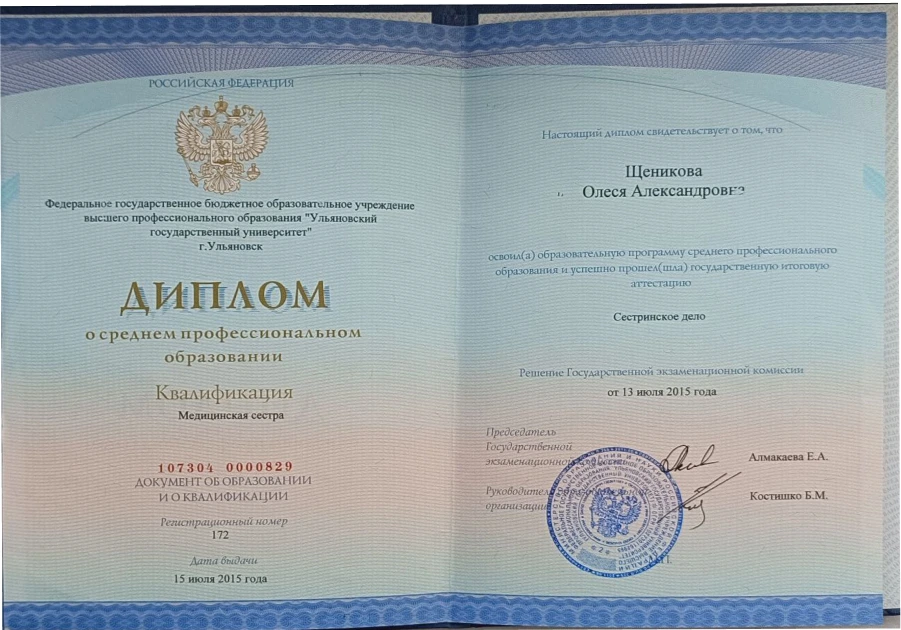 РОССИЙСКАЯ ФЕДЕРАЦИЯ
Федеральное государственное бюджетное образовательное учреждение
высшего профессионального образования "Ульяновский
государственный университет"
г.Ульяновск
ДИПЛОМ
о среднем профессиональном
образовании
Квалификация
Медицинская сестра
107304 0000829
ДОКУМЕНТ ОБ ОБРАЗОВАНИИ
И О КВАЛИФИКАЦИИ
Регистрационный номер
172
Дата выдачи
15 июля 2015 года
Настоящий диплом свидетельствует о том, что
Щеникова
Олеся Александровна
освоил(а) образовательную программу среднего профессионального
образования и успешно прошел(шла) государственную итоговую
аттестацию
Сестринское дело
Решение Государственной экзаменационной комиссии
от 13 июля 2015 года
Председатель
Государственной
экзаменационной
Алмакаева Е.А.
Руководитель образовательной
организации
Костишко Б.М.